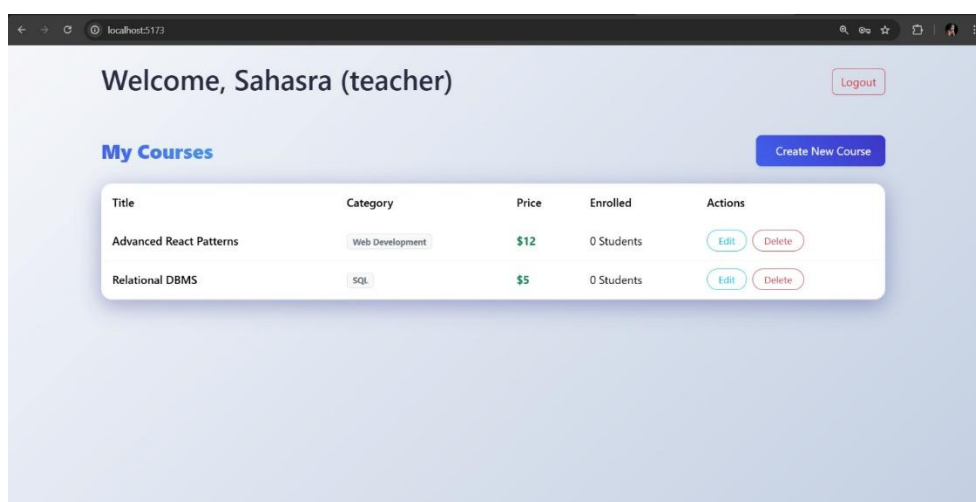 localhost:5173
Welcome, Sahasra (teacher)
Logout
My Courses
Create New Course
Title Category Price Enrolled Actions
Advanced React Patterns Web Development $12 0 Students Edit Delete
Relational DBMS SQL $5 0 Students Edit Delete